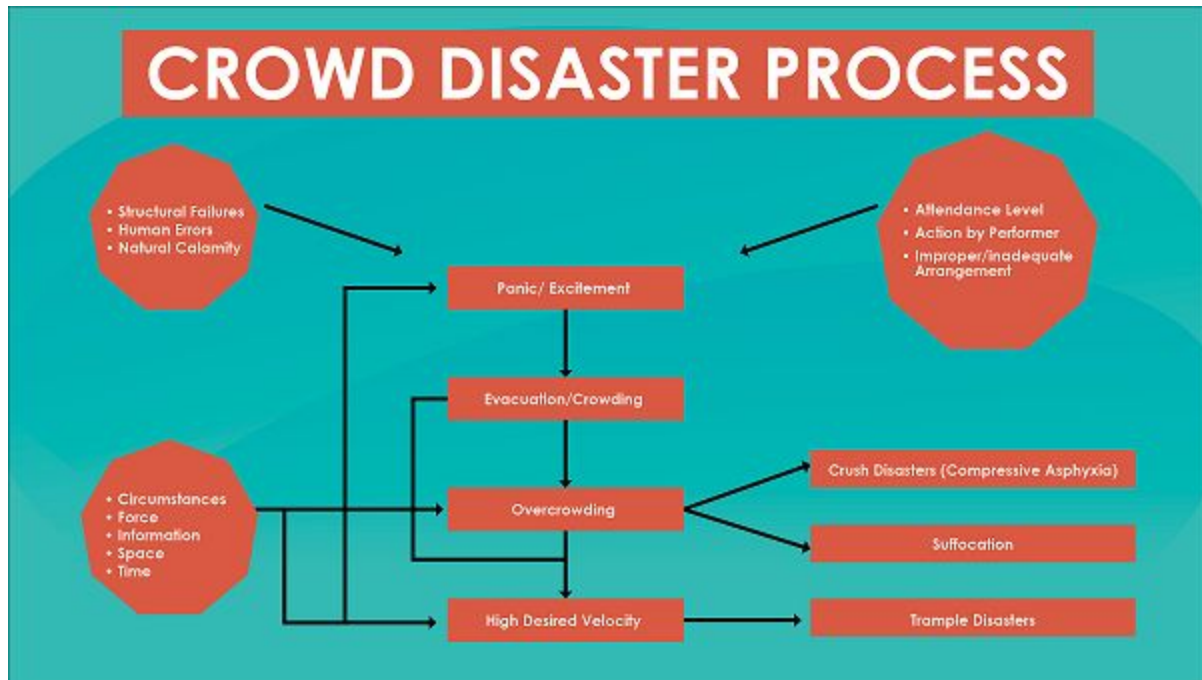 CROWD DISASTER PROCESS
• Structural Failures
• Human Errors
• Natural Calamity
• Attendance Level
• Action by Performer
• Improper/inadequate
Arrangement
Panic/ Excitement
Evacuation/Crowding
• Circumstances
• Force
• Information
• Space
• Time
Overcrowding
High Desired Velocity
Crush Disasters (Compressive Asphyxia)
Suffocation
Trample Disasters